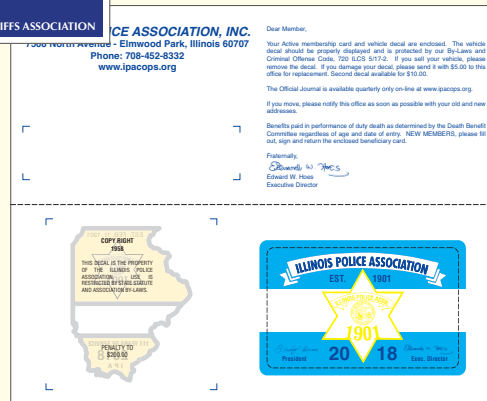 IFFS ASSOCIATION
ICE ASSOCIATION, INC.
7508 North Avenue - Elmwood Park, Illinois 60707
Phone: 708-452-8332
www.ipacops.org
Dear Member,
Your Active membership card and vehicle decal are enclosed. The vehicle
decal should be properly displayed and is protected by our By-Laws and
Criminal Offense Code, 720 ILCS 5/17-2. If you sell your vehicle, please
remove the decal. If you damage your decal, please send it with $5.00 to this
office for replacement. Second decal available for $10.00.
The Official Journal is available quarterly only on-line at www.ipacops.org.
If you move, please notify this office as soon as possible with your old and new
addresses.
Benefits paid in performance of duty death as determined by the Death Benefit
Committee regardless of age and date of entry. NEW MEMBERS, please fill
out, sign and return the enclosed beneficiary card.
Fraternally,
Edward W. Hoes
Edward W. Hoes
Executive Director
COPY RIGHT
1958
THIS DECAL IS THE PROPERTY
OF THE ILLINOIS POLICE
ASSOCIATION. USE IS
RESTRICTED BY STATE STATUTE
AND ASSOCIATION BY-LAWS.
PENALTY TO
$200.00
ILLINOIS POLICE ASSOCIATION
EST. 1901
ILLINOIS POLICE ASSN.
1901
20 18
President Exec. Director